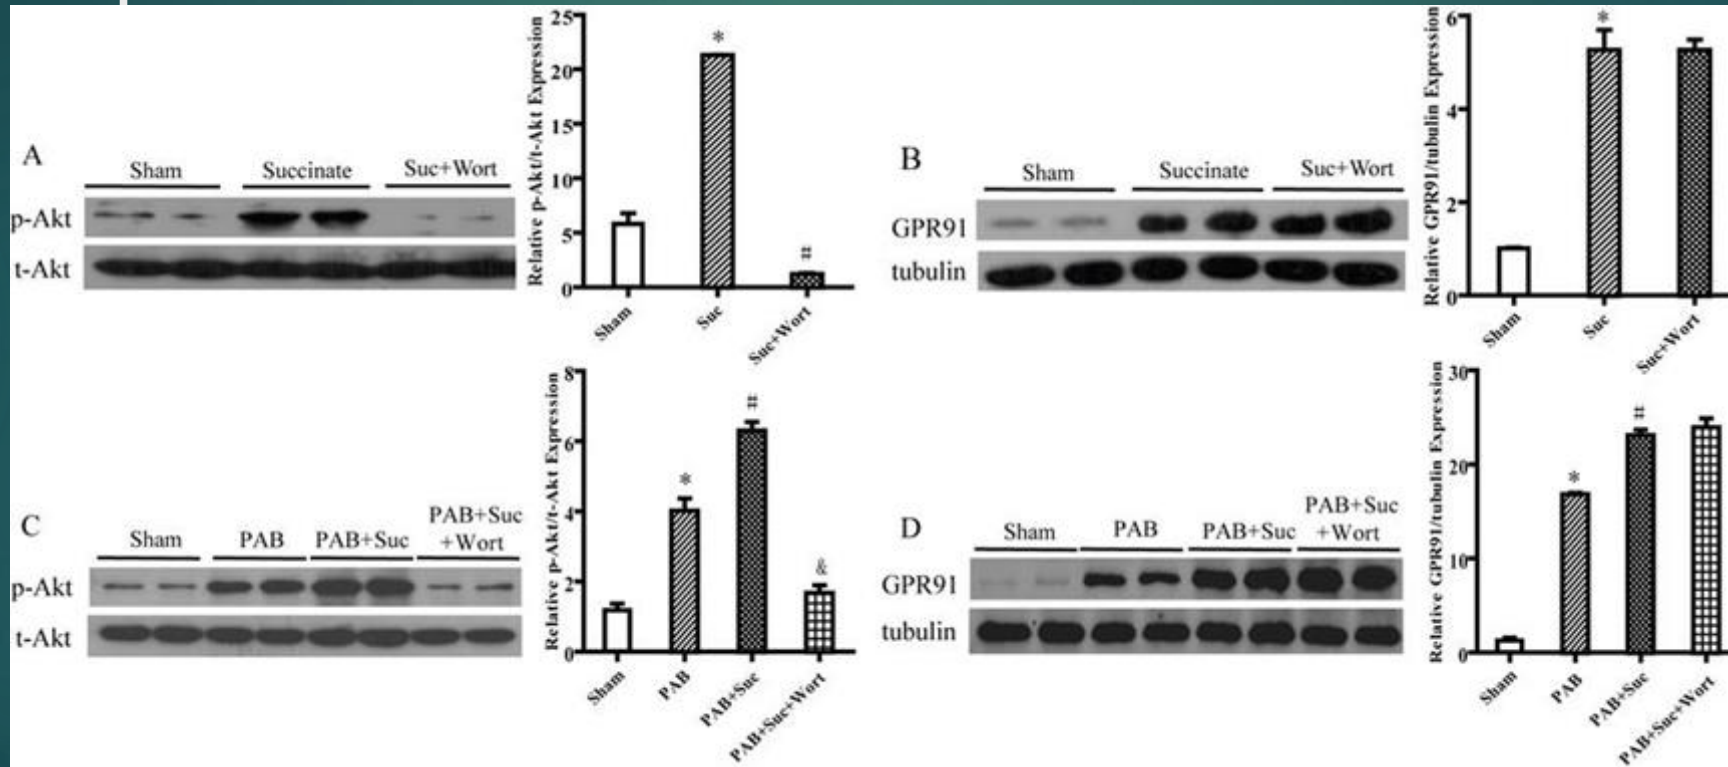 A
Sham Succinate Suc+Wort
p-Akt
t-Akt
Relative p-Akt/t-Akt Expression
25
20
15
10
5
0
*
#
Sham Suc Suc+Wort
B
Sham Succinate Suc+Wort
GPR91
tubulin
Relative GPR91/tubulin Expression
6
4
2
0
*
Sham Suc Suc+Wort
C
Sham PAB PAB+Suc PAB+Suc
+Wort
p-Akt
t-Akt
Relative p-Akt/t-Akt Expression
8
6
4
2
0
*
#
&
Sham PAB PAB+Suc PAB+Suc+Wort
D
Sham PAB PAB+Suc PAB+Suc
+Wort
GPR91
tubulin
Relative GPR91/tubulin Expression
30
20
10
0
*
#
Sham PAB PAB+Suc PAB+Suc+Wort